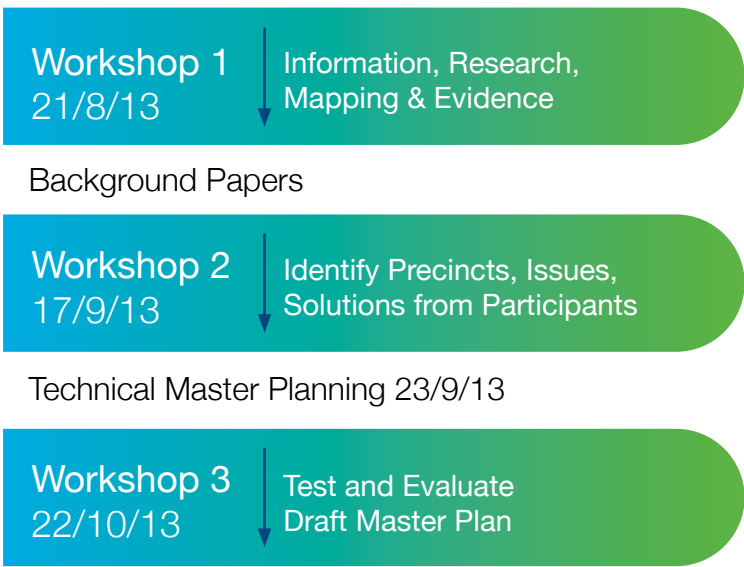 Workshop 1
21/8/13
Information, Research,
Mapping & Evidence
Background Papers
Workshop 2
17/9/13
Identify Precincts, Issues,
Solutions from Participants
Technical Master Planning 23/9/13
Workshop 3
22/10/13
Test and Evaluate
Draft Master Plan